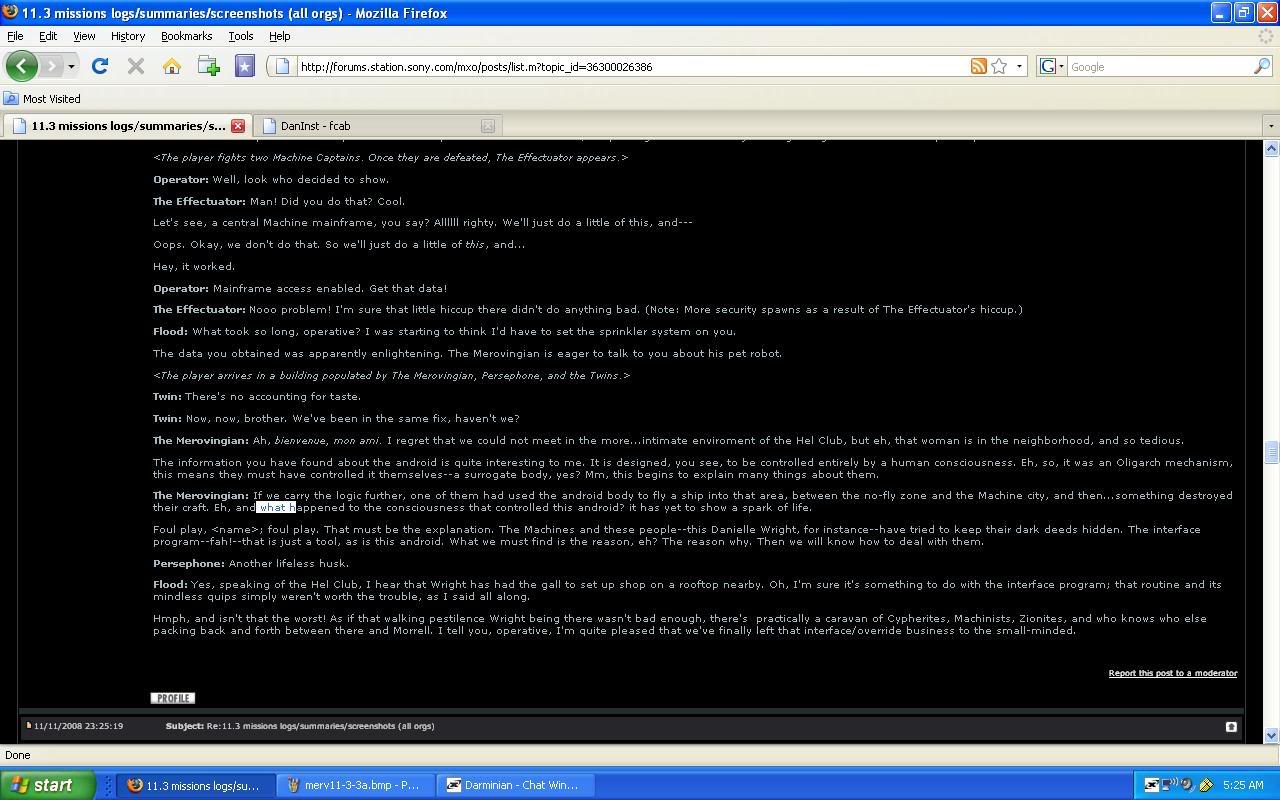 11.3 missions logs/summaries/screenshots (all orgs) - Mozilla Firefox
File Edit View History Bookmarks Tools Help
http://forums.station.sony.com/mxo/posts/list.m?topic_id=36300026386
G Google
Most Visited
11.3 missions logs/summaries/s... DanInst - fcab
<The player fights two Machine Captains. Once they are defeated, The Effectuator appears.>
Operator: Well, look who decided to show.
The Effectuator: Man! Did you do that? Cool.
Let's see, a central Machine mainframe, you say? Allllll righty. We'll just do a little of this, and---
Oops. Okay, we don't do that. So we'll just do a little of this, and...
Hey, it worked.
Operator: Mainframe access enabled. Get that data!
The Effectuator: Nooo problem! I'm sure that little hiccup there didn't do anything bad. (Note: More security spawns as a result of The Effectuator's hiccup.)
Flood: What took so long, operative? I was starting to think I'd have to set the sprinkler system on you.
The data you obtained was apparently enlightening. The Merovingian is eager to talk to you about his pet robot.
<The player arrives in a building populated by The Merovingian, Persephone, and the Twins.>
Twin: There's no accounting for taste.
Twin: Now, now, brother. We've been in the same fix, haven't we?
The Merovingian: Ah, bienvenue, mon ami. I regret that we could not meet in the more...intimate enviroment of the Hel Club, but eh, that woman is in the neighborhood, and so tedious.
The information you have found about the android is quite interesting to me. It is designed, you see, to be controlled entirely by a human consciousness. Eh, so, it was an Oligarch mechanism,
this means they must have controlled it themselves--a surrogate body, yes? Mm, this begins to explain many things about them.
The Merovingian: If we carry the logic further, one of them had used the android body to fly a ship into that area, between the no-fly zone and the Machine city, and then...something destroyed
their craft. Eh, and what happened to the consciousness that controlled this android? it has yet to show a spark of life.
Foul play, <name>; foul play. That must be the explanation. The Machines and these people--this Danielle Wright, for instance--have tried to keep their dark deeds hidden. The interface
program--fah!--that is just a tool, as is this android. What we must find is the reason, eh? The reason why. Then we will know how to deal with them.
Persephone: Another lifeless husk.
Flood: Yes, speaking of the Hel Club, I hear that Wright has had the gall to set up shop on a rooftop nearby. Oh, I'm sure it's something to do with the interface program; that routine and its
mindless quips simply weren't worth the trouble, as I said all along.
Hmph, and isn't that the worst! As if that walking pestilence Wright being there wasn't bad enough, there's practically a caravan of Cypherites, Machinists, Zionites, and who knows who else
packing back and forth between there and Morrell. I tell you, operative, I'm quite pleased that we've finally left that interface/override business to the small-minded.
Report this post to a moderator
PROFILE
11/11/2008 23:25:19 Subject: Re:11.3 missions logs/summaries/screenshots (all orgs)
Done
start 11.3 missions logs/su... merv11-3-3a.bmp - P... Darminian - Chat Win... 5:25 AM